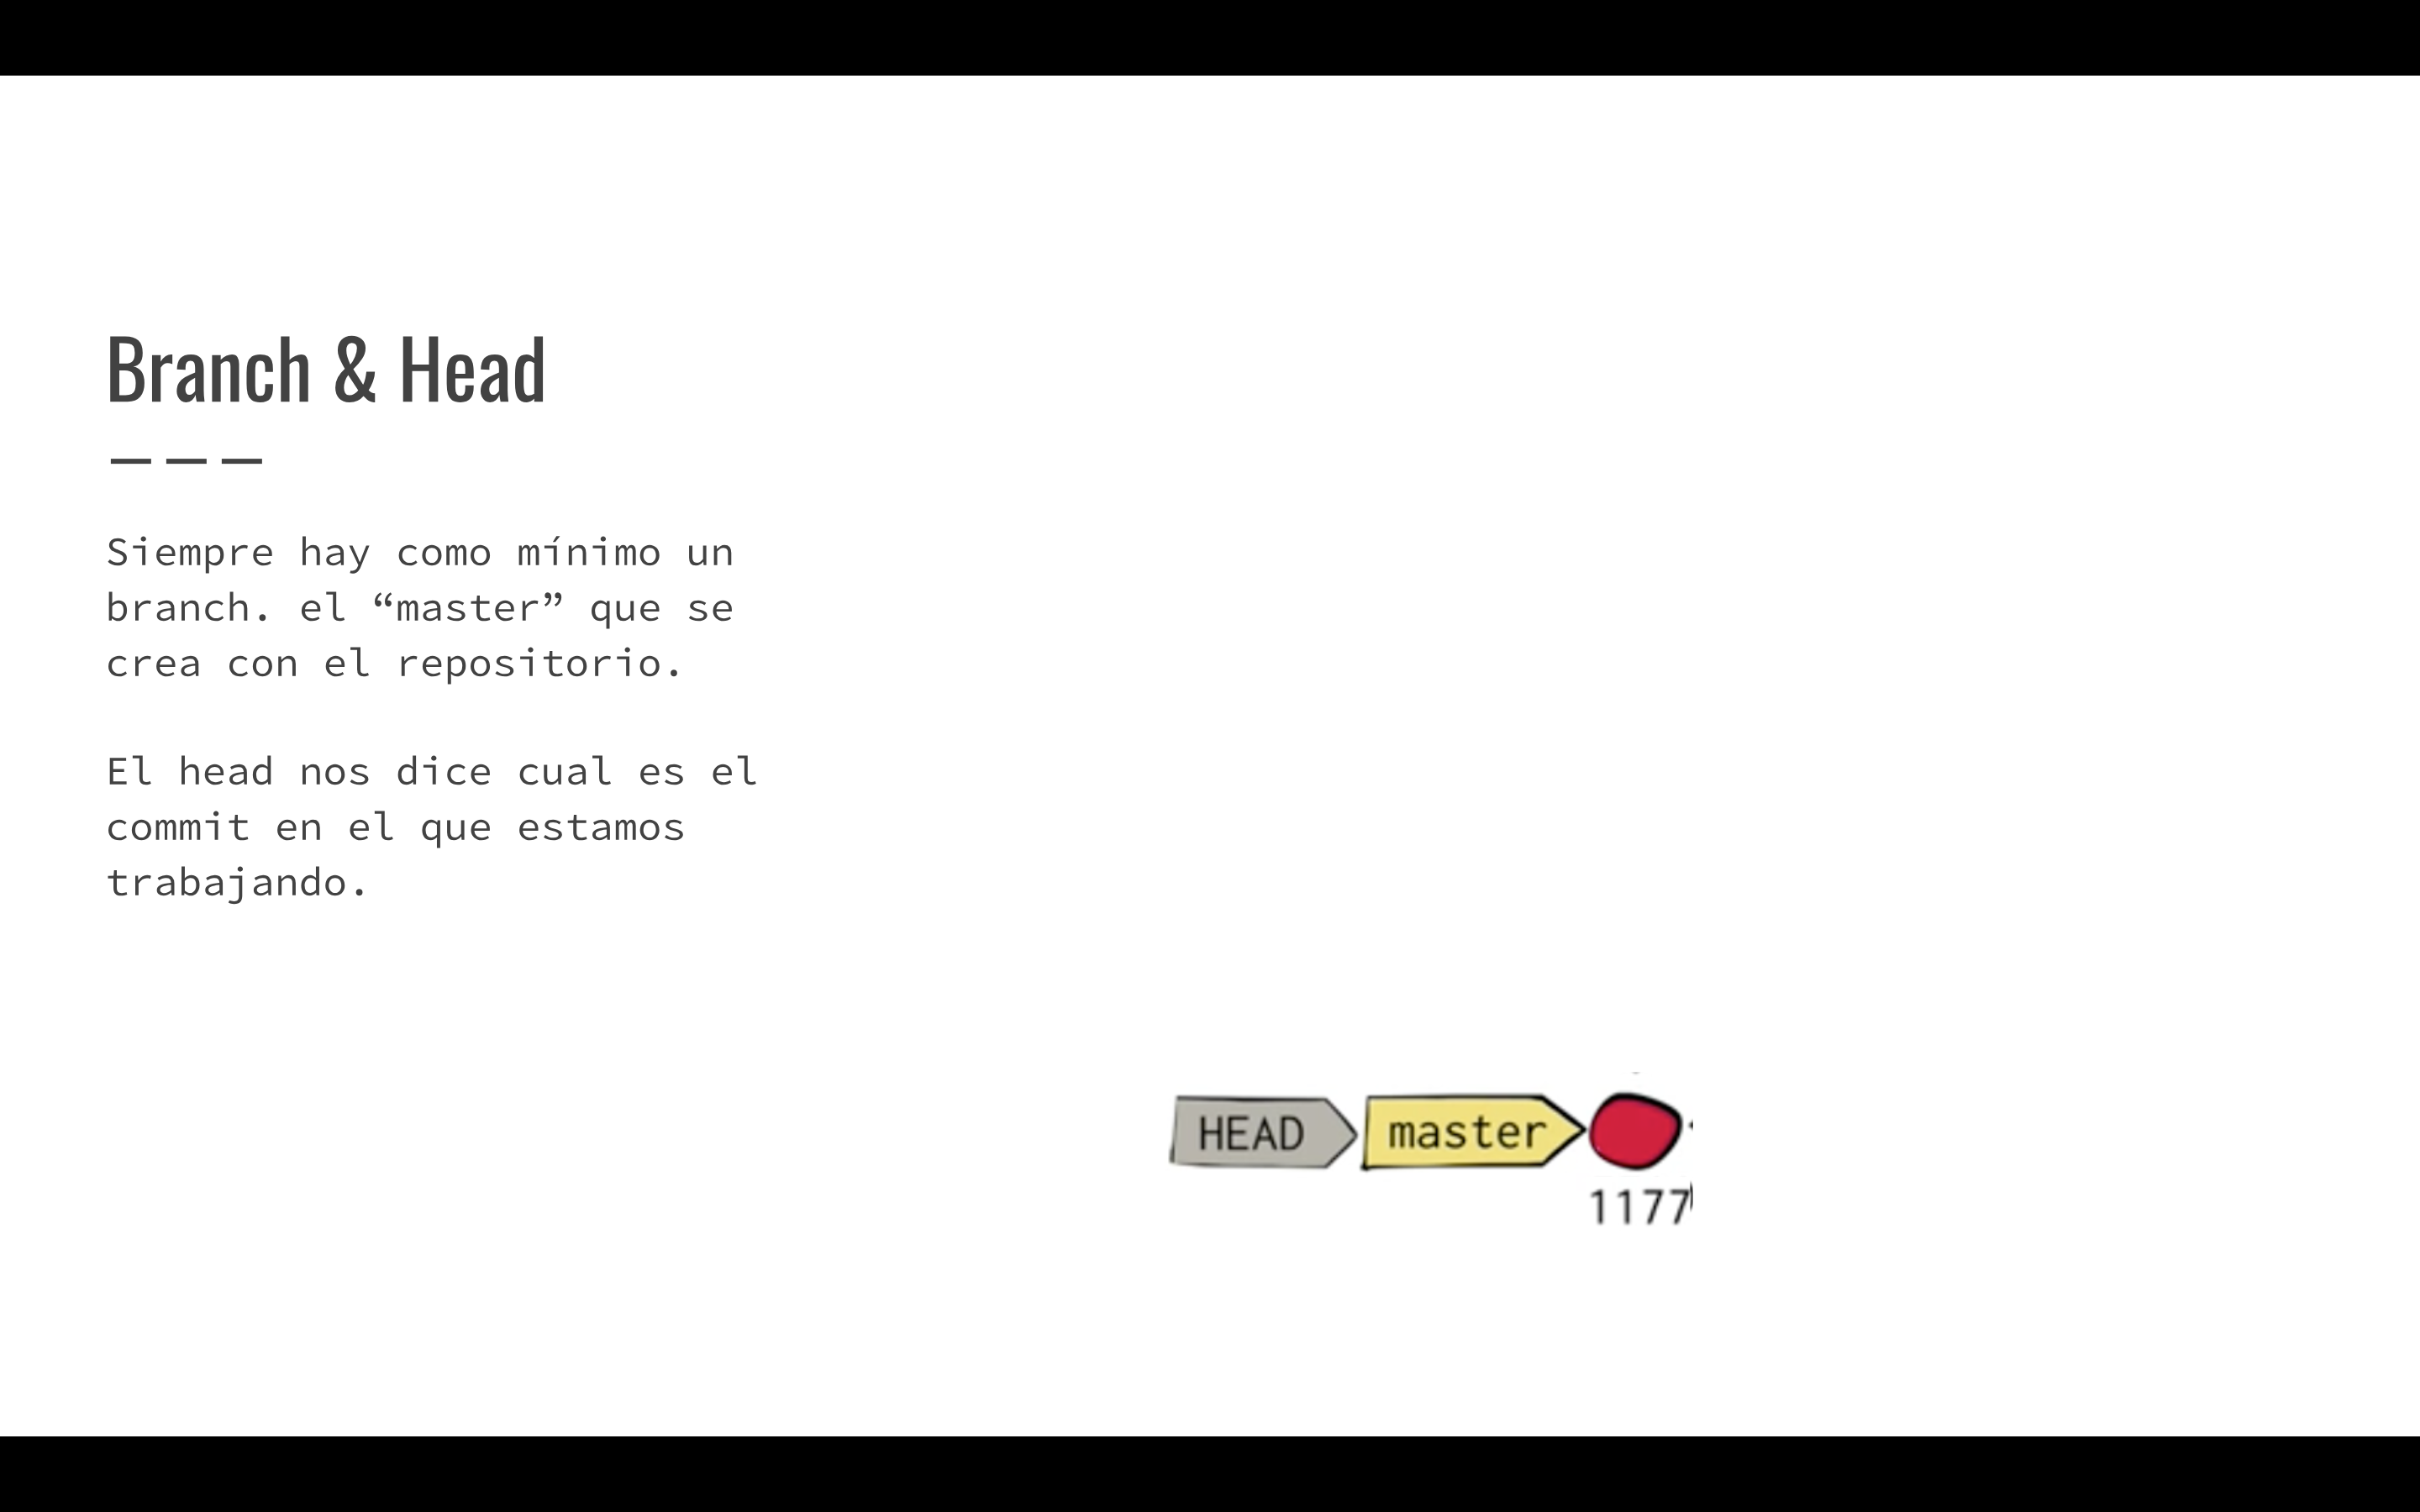 Branch & Head
Siempre hay como mínimo un
branch. el “master” que se
crea con el repositorio.
El head nos dice cual es el
commit en el que estamos
trabajando.
HEAD master
1177